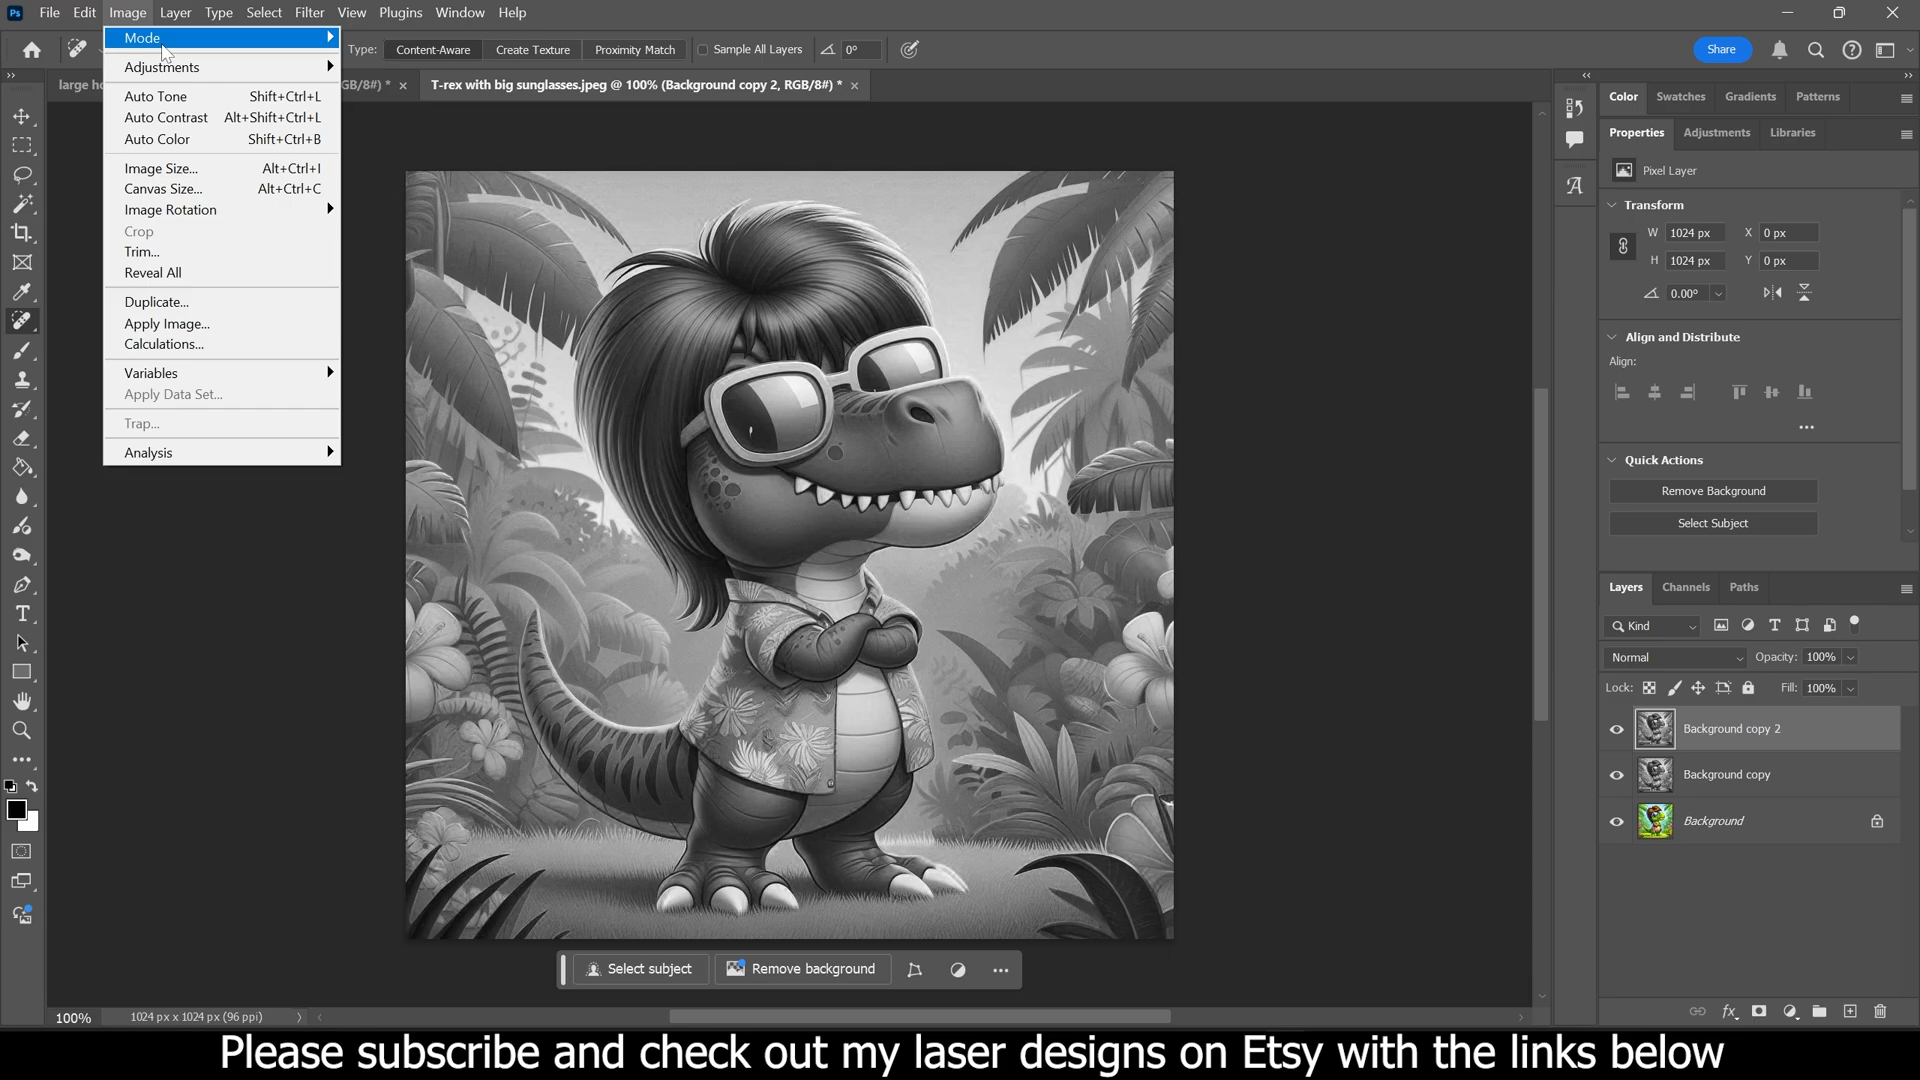 Ps File Edit Image Layer Type Select Filter View Plugins Window Help
Type: Content-Aware Create Texture Proximity Match Sample All Layers 0° Share
large h GB/8#) * × T-rex with big sunglasses.jpeg @ 100% (Background copy 2, RGB/8#) * ×
Mode
Adjustments
Auto Tone Shift+Ctrl+L
Auto Contrast Alt+Shift+Ctrl+L
Auto Color Shift+Ctrl+B
Image Size... Alt+Ctrl+I
Canvas Size... Alt+Ctrl+C
Image Rotation
Crop
Trim...
Reveal All
Duplicate...
Apply Image...
Calculations...
Variables
Apply Data Set...
Trap...
Analysis
Color Swatches Gradients Patterns
Properties Adjustments Libraries
Pixel Layer
Transform
W 1024 px X 0 px
H 1024 px Y 0 px
0.00°
Align and Distribute
Align:
Quick Actions
Remove Background
Select Subject
Layers Channels Paths
Kind
Normal Opacity: 100%
Lock: Fill: 100%
Background copy 2
Background copy
Background
Select subject Remove background
100% 1024 px x 1024 px (96 ppi)
Please subscribe and check out my laser designs on Etsy with the links below